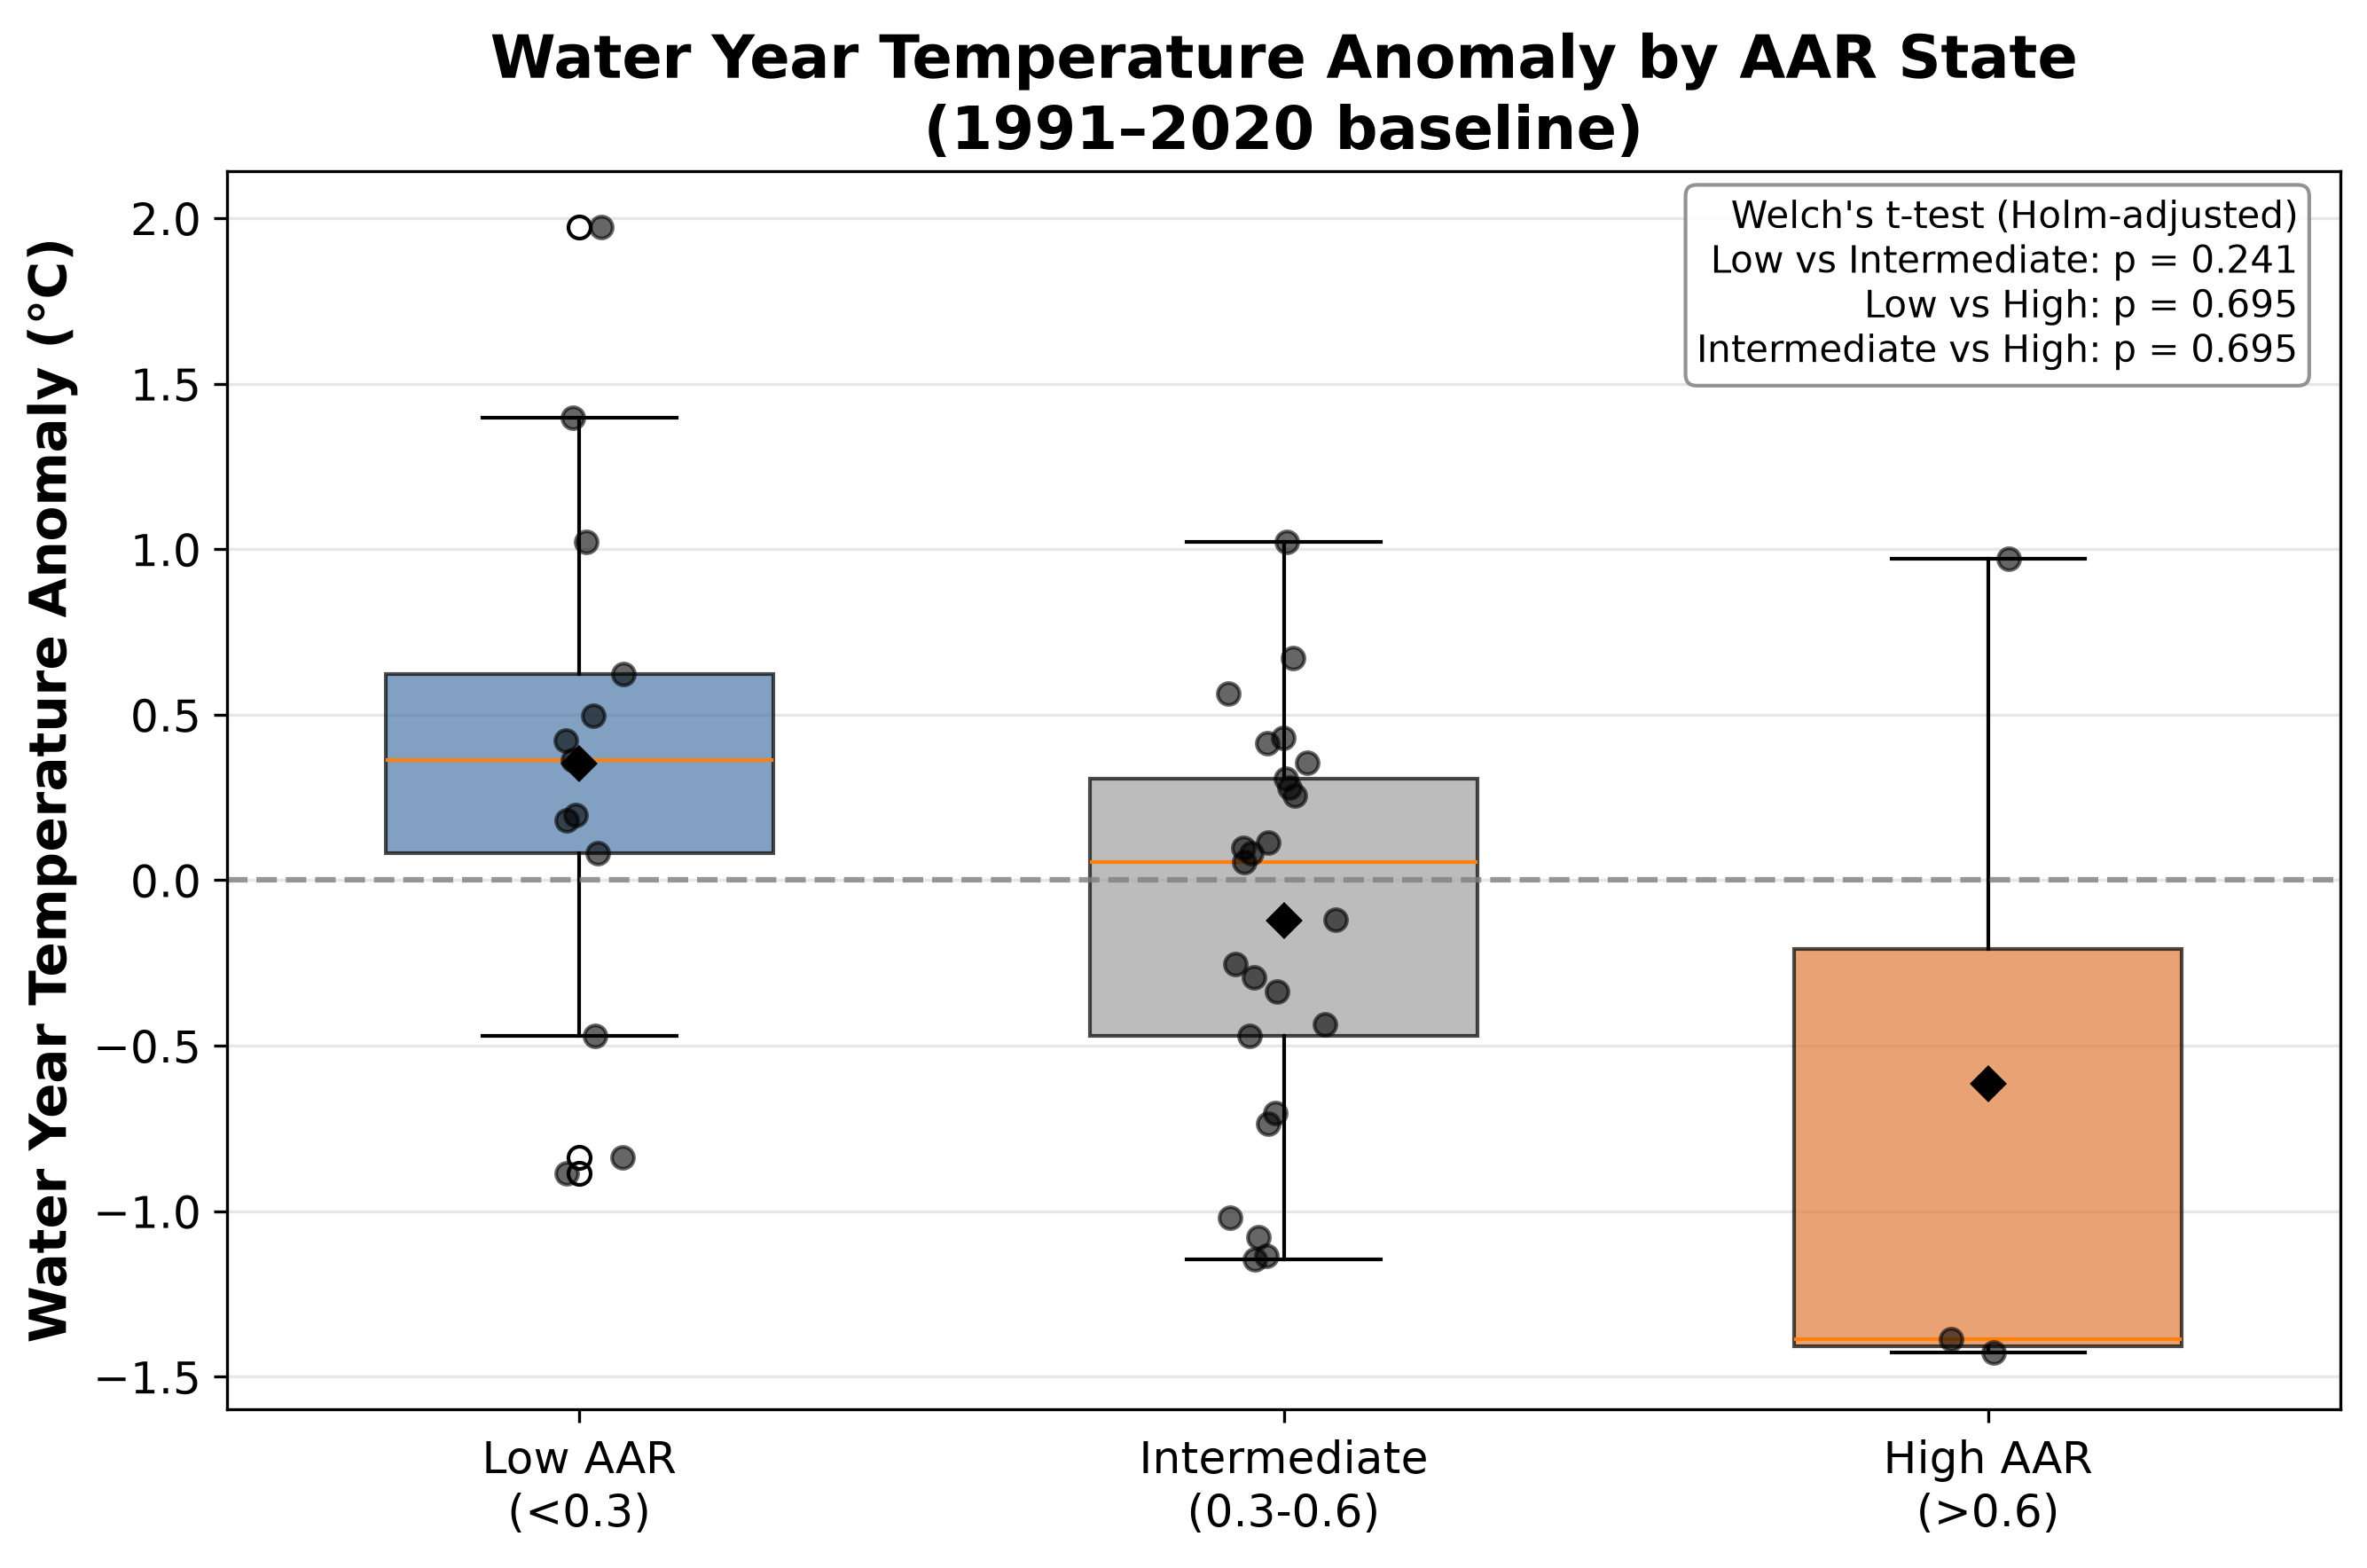 Water Year Temperature Anomaly by AAR State
(1991–2020 baseline)
Water Year Temperature Anomaly (°C)
2.0
1.5
1.0
0.5
0.0
−0.5
−1.0
−1.5
Welch's t-test (Holm-adjusted)
Low vs Intermediate: p = 0.241
Low vs High: p = 0.695
Intermediate vs High: p = 0.695
Low AAR
(<0.3)
Intermediate
(0.3-0.6)
High AAR
(>0.6)